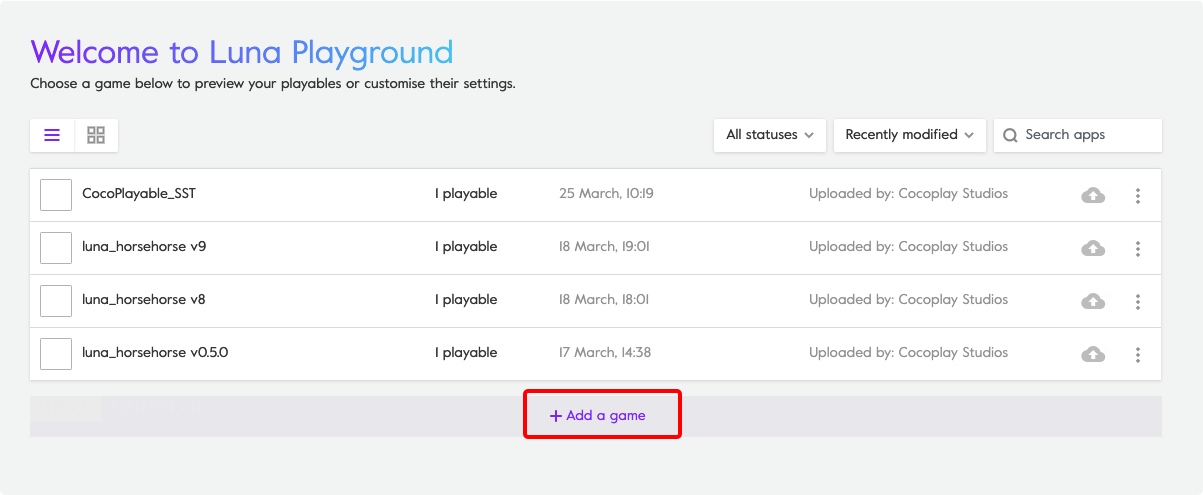 Welcome to Luna Playground
Choose a game below to preview your playables or customise their settings.
All statuses Recently modified Search apps
CocoPlayable_SST 1 playable 25 March, 10:19 Uploaded by: Cocoplay Studios
luna_horsehorse v9 1 playable 18 March, 19:01 Uploaded by: Cocoplay Studios
luna_horsehorse v8 1 playable 18 March, 18:01 Uploaded by: Cocoplay Studios
luna_horsehorse v0.5.0 1 playable 17 March, 14:38 Uploaded by: Cocoplay Studios
+ Add a game